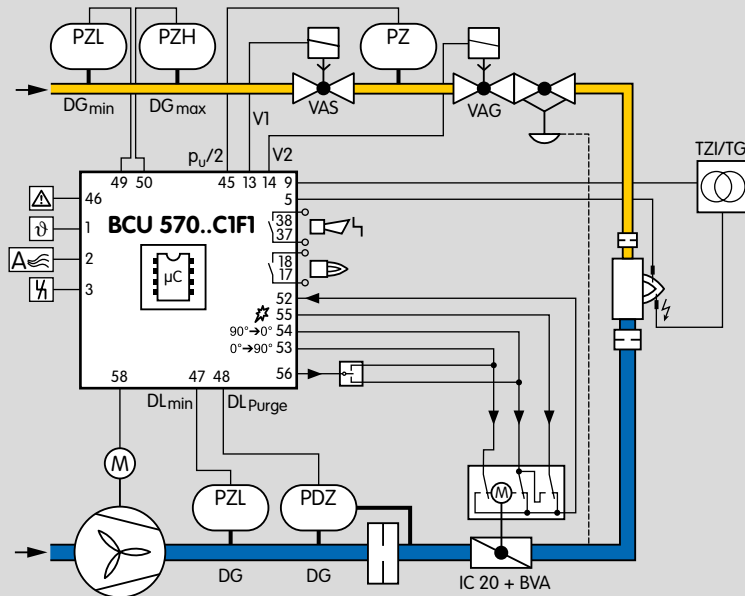 PZL PZH PZ
DGmin DGmax VAS VAG
V1
pu/2 V2
TZI/TG
49 50 45 13 14 9
5
46
BCU 570..C1F1
38
37
1
ϑ
18
17
2
A
µC
3
52
55
90°→0° 54
0°→90° 53
58 47 48 56
DLmin DLPurge
M
M
PZL PDZ
DG DG IC 20 + BVA